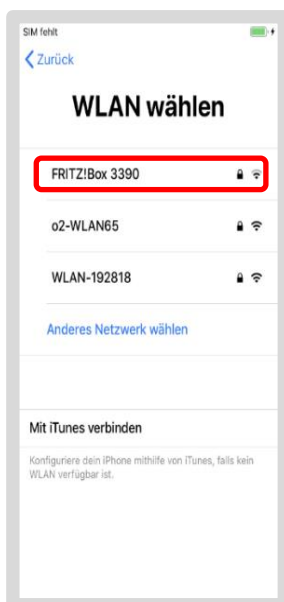 SIM fehlt
Zurück
WLAN wählen
FRITZ!Box 3390
o2-WLAN65
WLAN-192818
Anderes Netzwerk wählen
Mit iTunes verbinden
Konfiguriere dein iPhone mithilfe von iTunes, falls kein
WLAN verfügbar ist.